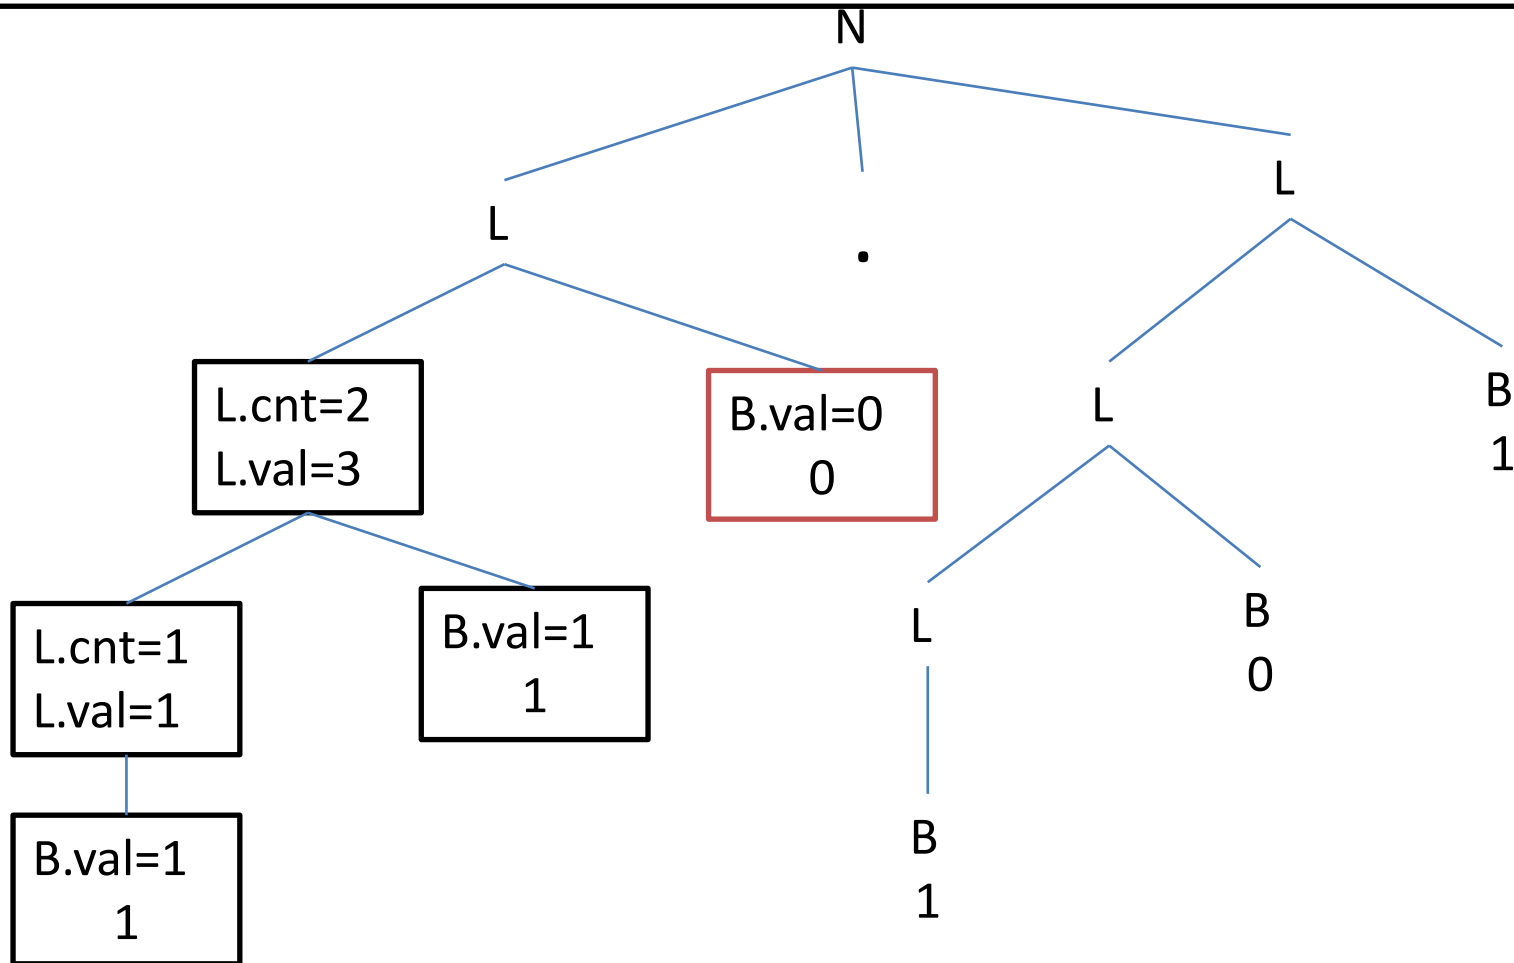 N
L
.
L
L.cnt=2
L.val=3
B.val=0
0
L
B
1
L.cnt=1
L.val=1
B.val=1
1
L
B
0
B.val=1
1
B
1